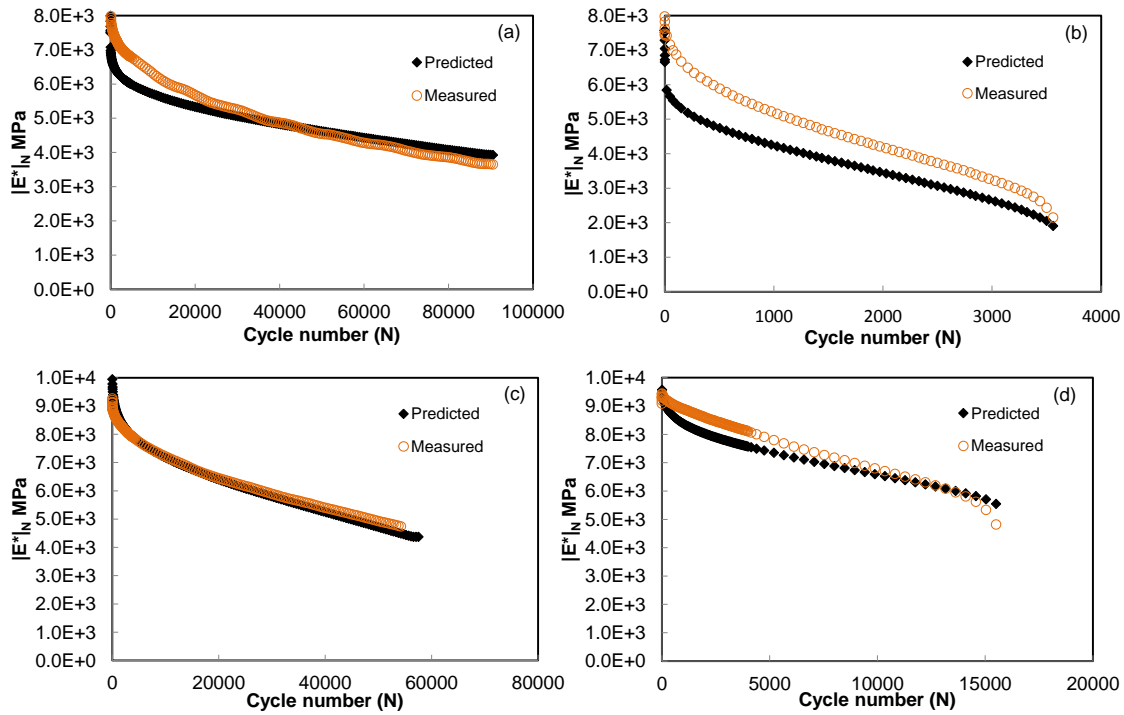 8.0E+3
7.0E+3
6.0E+3
5.0E+3
4.0E+3
3.0E+3
2.0E+3
1.0E+3
0.0E+0
|E*|N MPa
(a)
Predicted
Measured
0 20000 40000 60000 80000 100000
Cycle number (N)
8.0E+3
7.0E+3
6.0E+3
5.0E+3
4.0E+3
3.0E+3
2.0E+3
1.0E+3
0.0E+0
|E*|N MPa
(b)
Predicted
Measured
0 1000 2000 3000 4000
Cycle number (N)
1.0E+4
9.0E+3
8.0E+3
7.0E+3
6.0E+3
5.0E+3
4.0E+3
3.0E+3
2.0E+3
1.0E+3
0.0E+0
|E*|N MPa
(c)
Predicted
Measured
0 20000 40000 60000 80000
Cycle number (N)
1.0E+4
9.0E+3
8.0E+3
7.0E+3
6.0E+3
5.0E+3
4.0E+3
3.0E+3
2.0E+3
1.0E+3
0.0E+0
|E*|N MPa
(d)
Predicted
Measured
0 5000 10000 15000 20000
Cycle number (N)